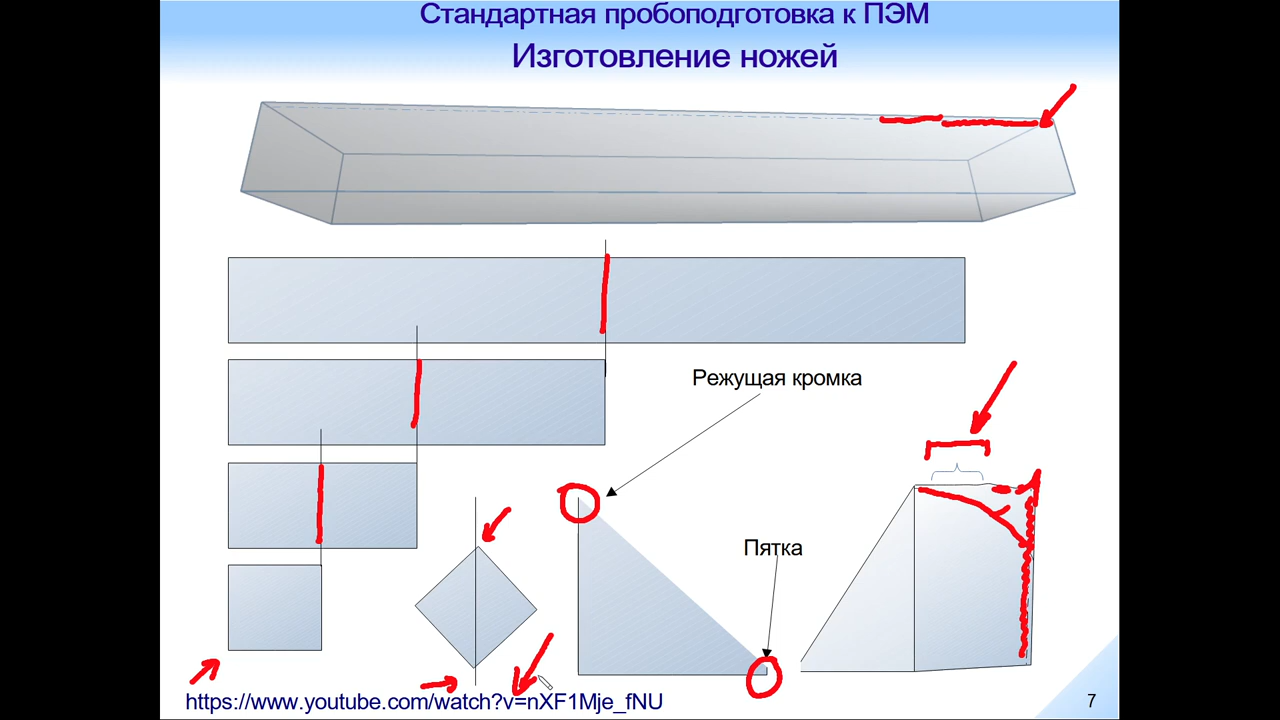 Стандартная пробоподготовка к ПЭМ
Изготовление ножей
Режущая кромка
Пятка
https://www.youtube.com/watch?v=nXF1Mje_fNU
7